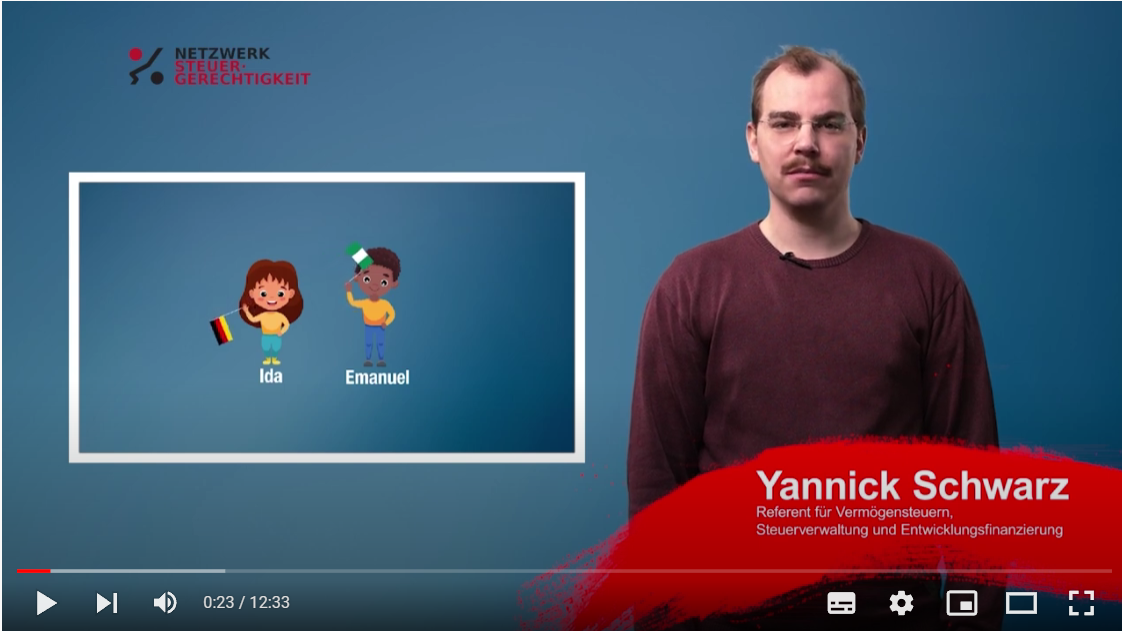 NETZWERK
STEUER-
GERECHTIGKEIT
Ida
Emanuel
Yannick Schwarz
Referent für Vermögensteuern,
Steuerverwaltung und Entwicklungsfinanzierung
0:23 / 12:33